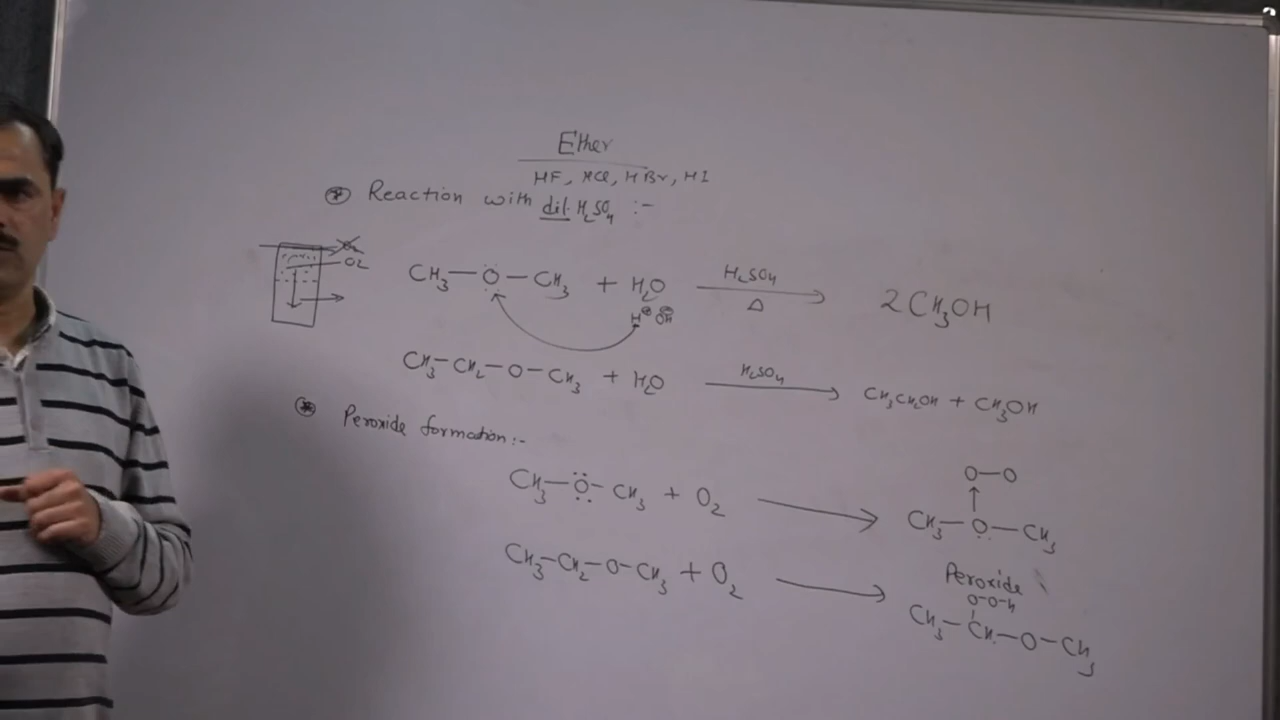 Ether
HF, HCl, HBr, HI
* Reaction with dil. H₂SO₄ :-
O₂
O₂
CH₃—Ö—CH₃ + H₂O —H₂SO₄/Δ→ 2CH₃OH
H⊕ ⊖OH
CH₃—CH₂—O—CH₃ + H₂O —H₂SO₄→ CH₃CH₂OH + CH₃OH
* Peroxide formation:-
O—O
↑
CH₃—Ö—CH₃ + O₂ → CH₃—O—CH₃
Peroxide
O-O-H
CH₃—CH₂—O—CH₃ + O₂ → CH₃—CH—O—CH₃